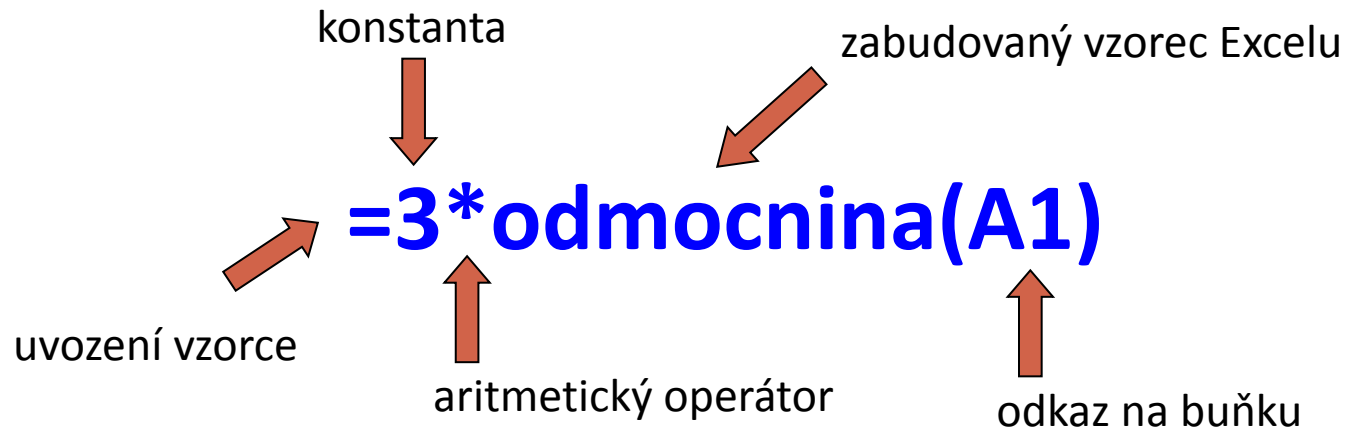 konstanta
zabudovaný vzorec Excelu
=3*odmocnina(A1)
uvození vzorce
aritmetický operátor
odkaz na buňku